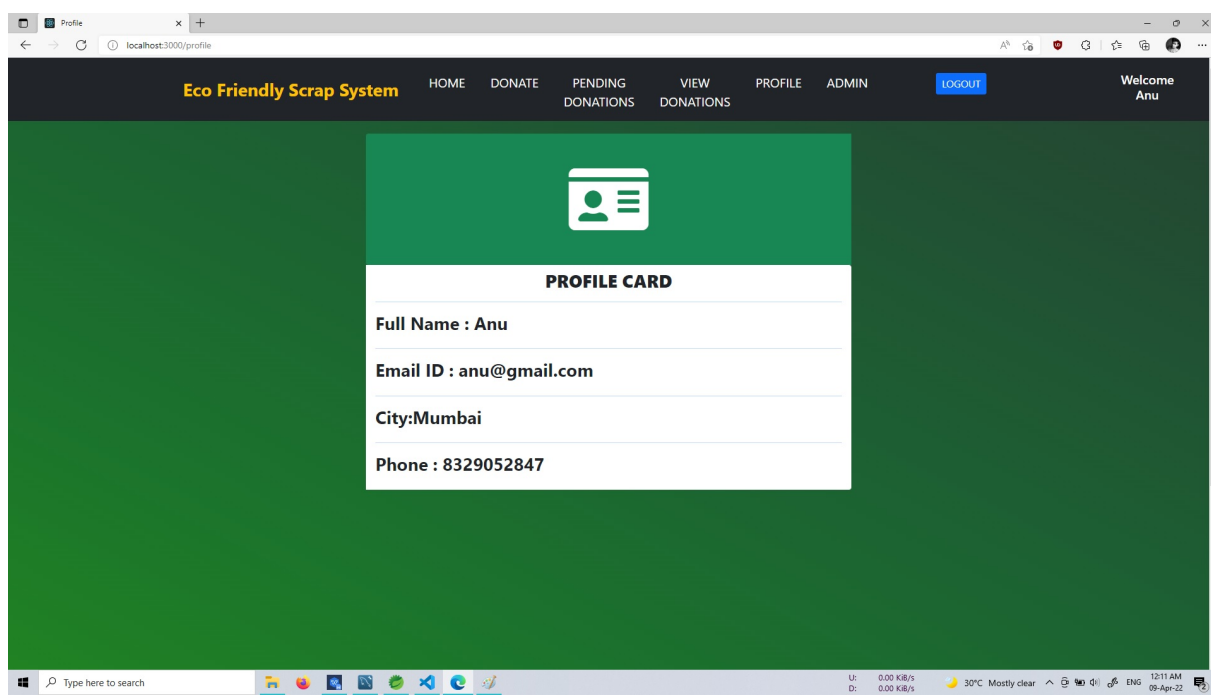 Profile
localhost:3000/profile
Eco Friendly Scrap System
HOME
DONATE
PENDING
DONATIONS
VIEW
DONATIONS
PROFILE
ADMIN
LOGOUT
Welcome
Anu
PROFILE CARD
Full Name : Anu
Email ID : anu@gmail.com
City:Mumbai
Phone : 8329052847
Type here to search
U: 0.00 KiB/s
D: 0.00 KiB/s
30°C Mostly clear
ENG
12:11 AM
09-Apr-22